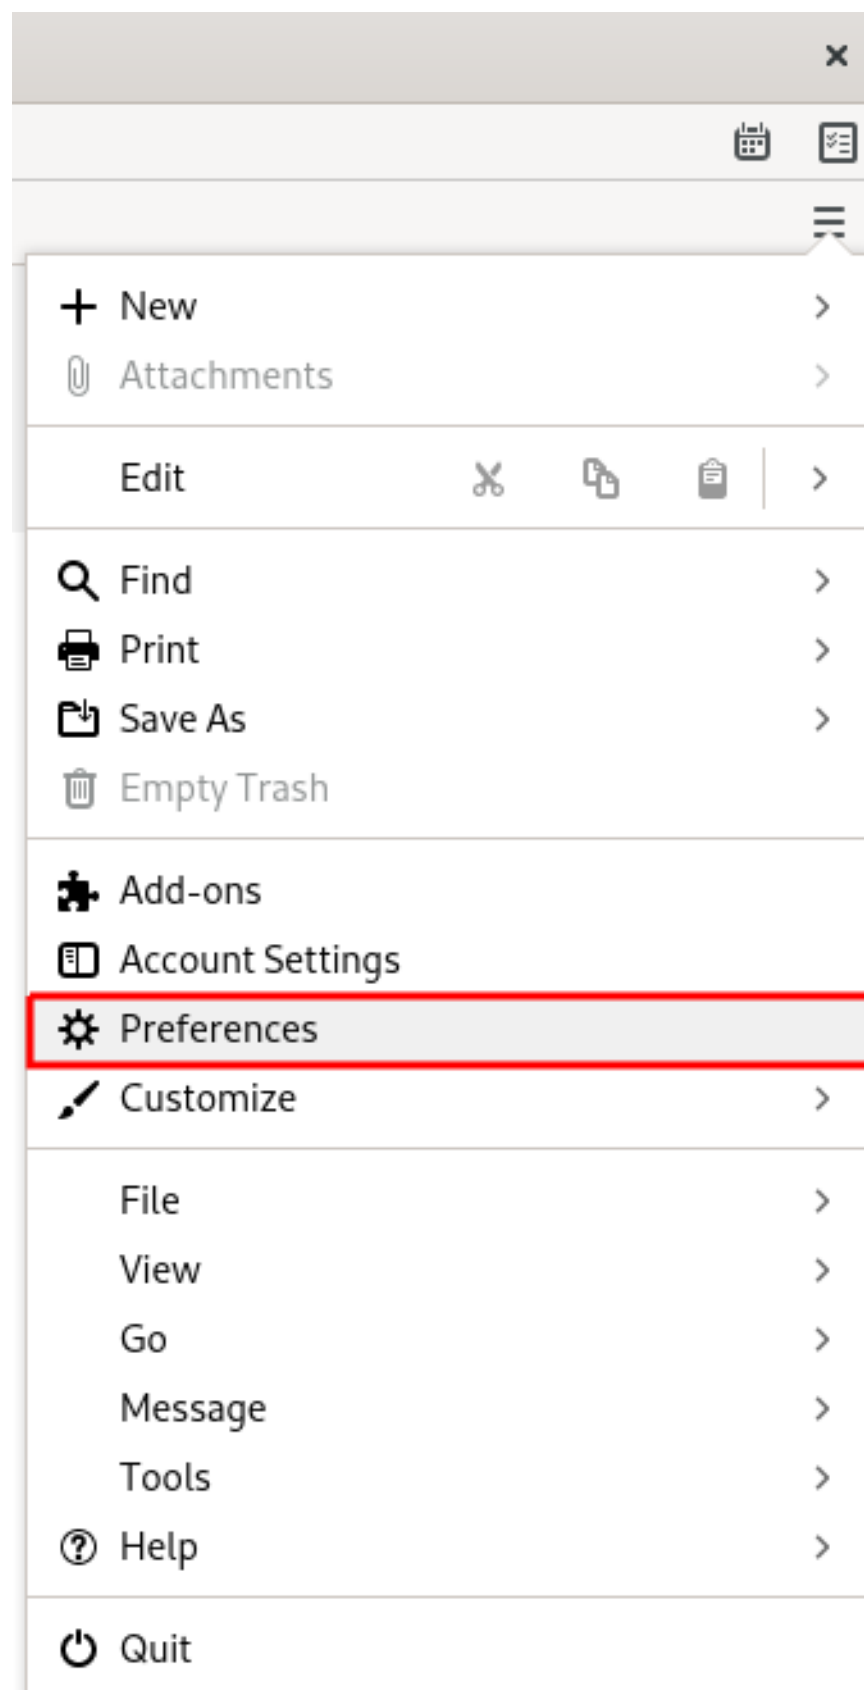 New
Attachments
Edit
Find
Print
Save As
Empty Trash
Add-ons
Account Settings
Preferences
Customize
File
View
Go
Message
Tools
Help
Quit